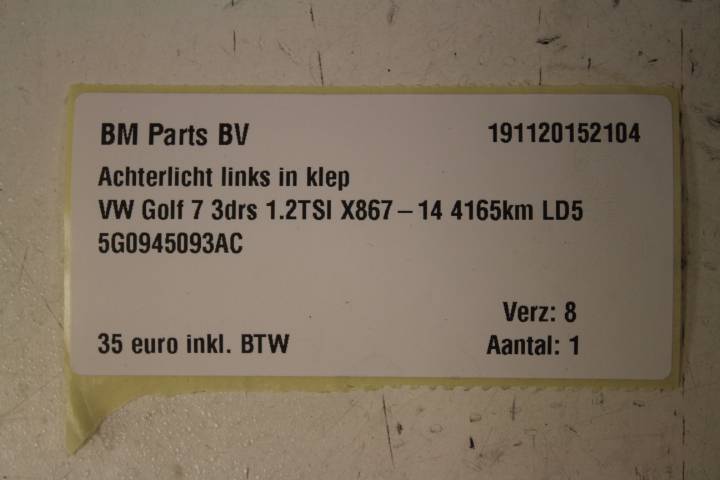 BM Parts BV 191120152104
Achterlicht links in klep
VW Golf 7 3drs 1.2TSI X867-14 4165km LD5
5G0945093AC
Verz: 8
35 euro inkl. BTW Aantal: 1